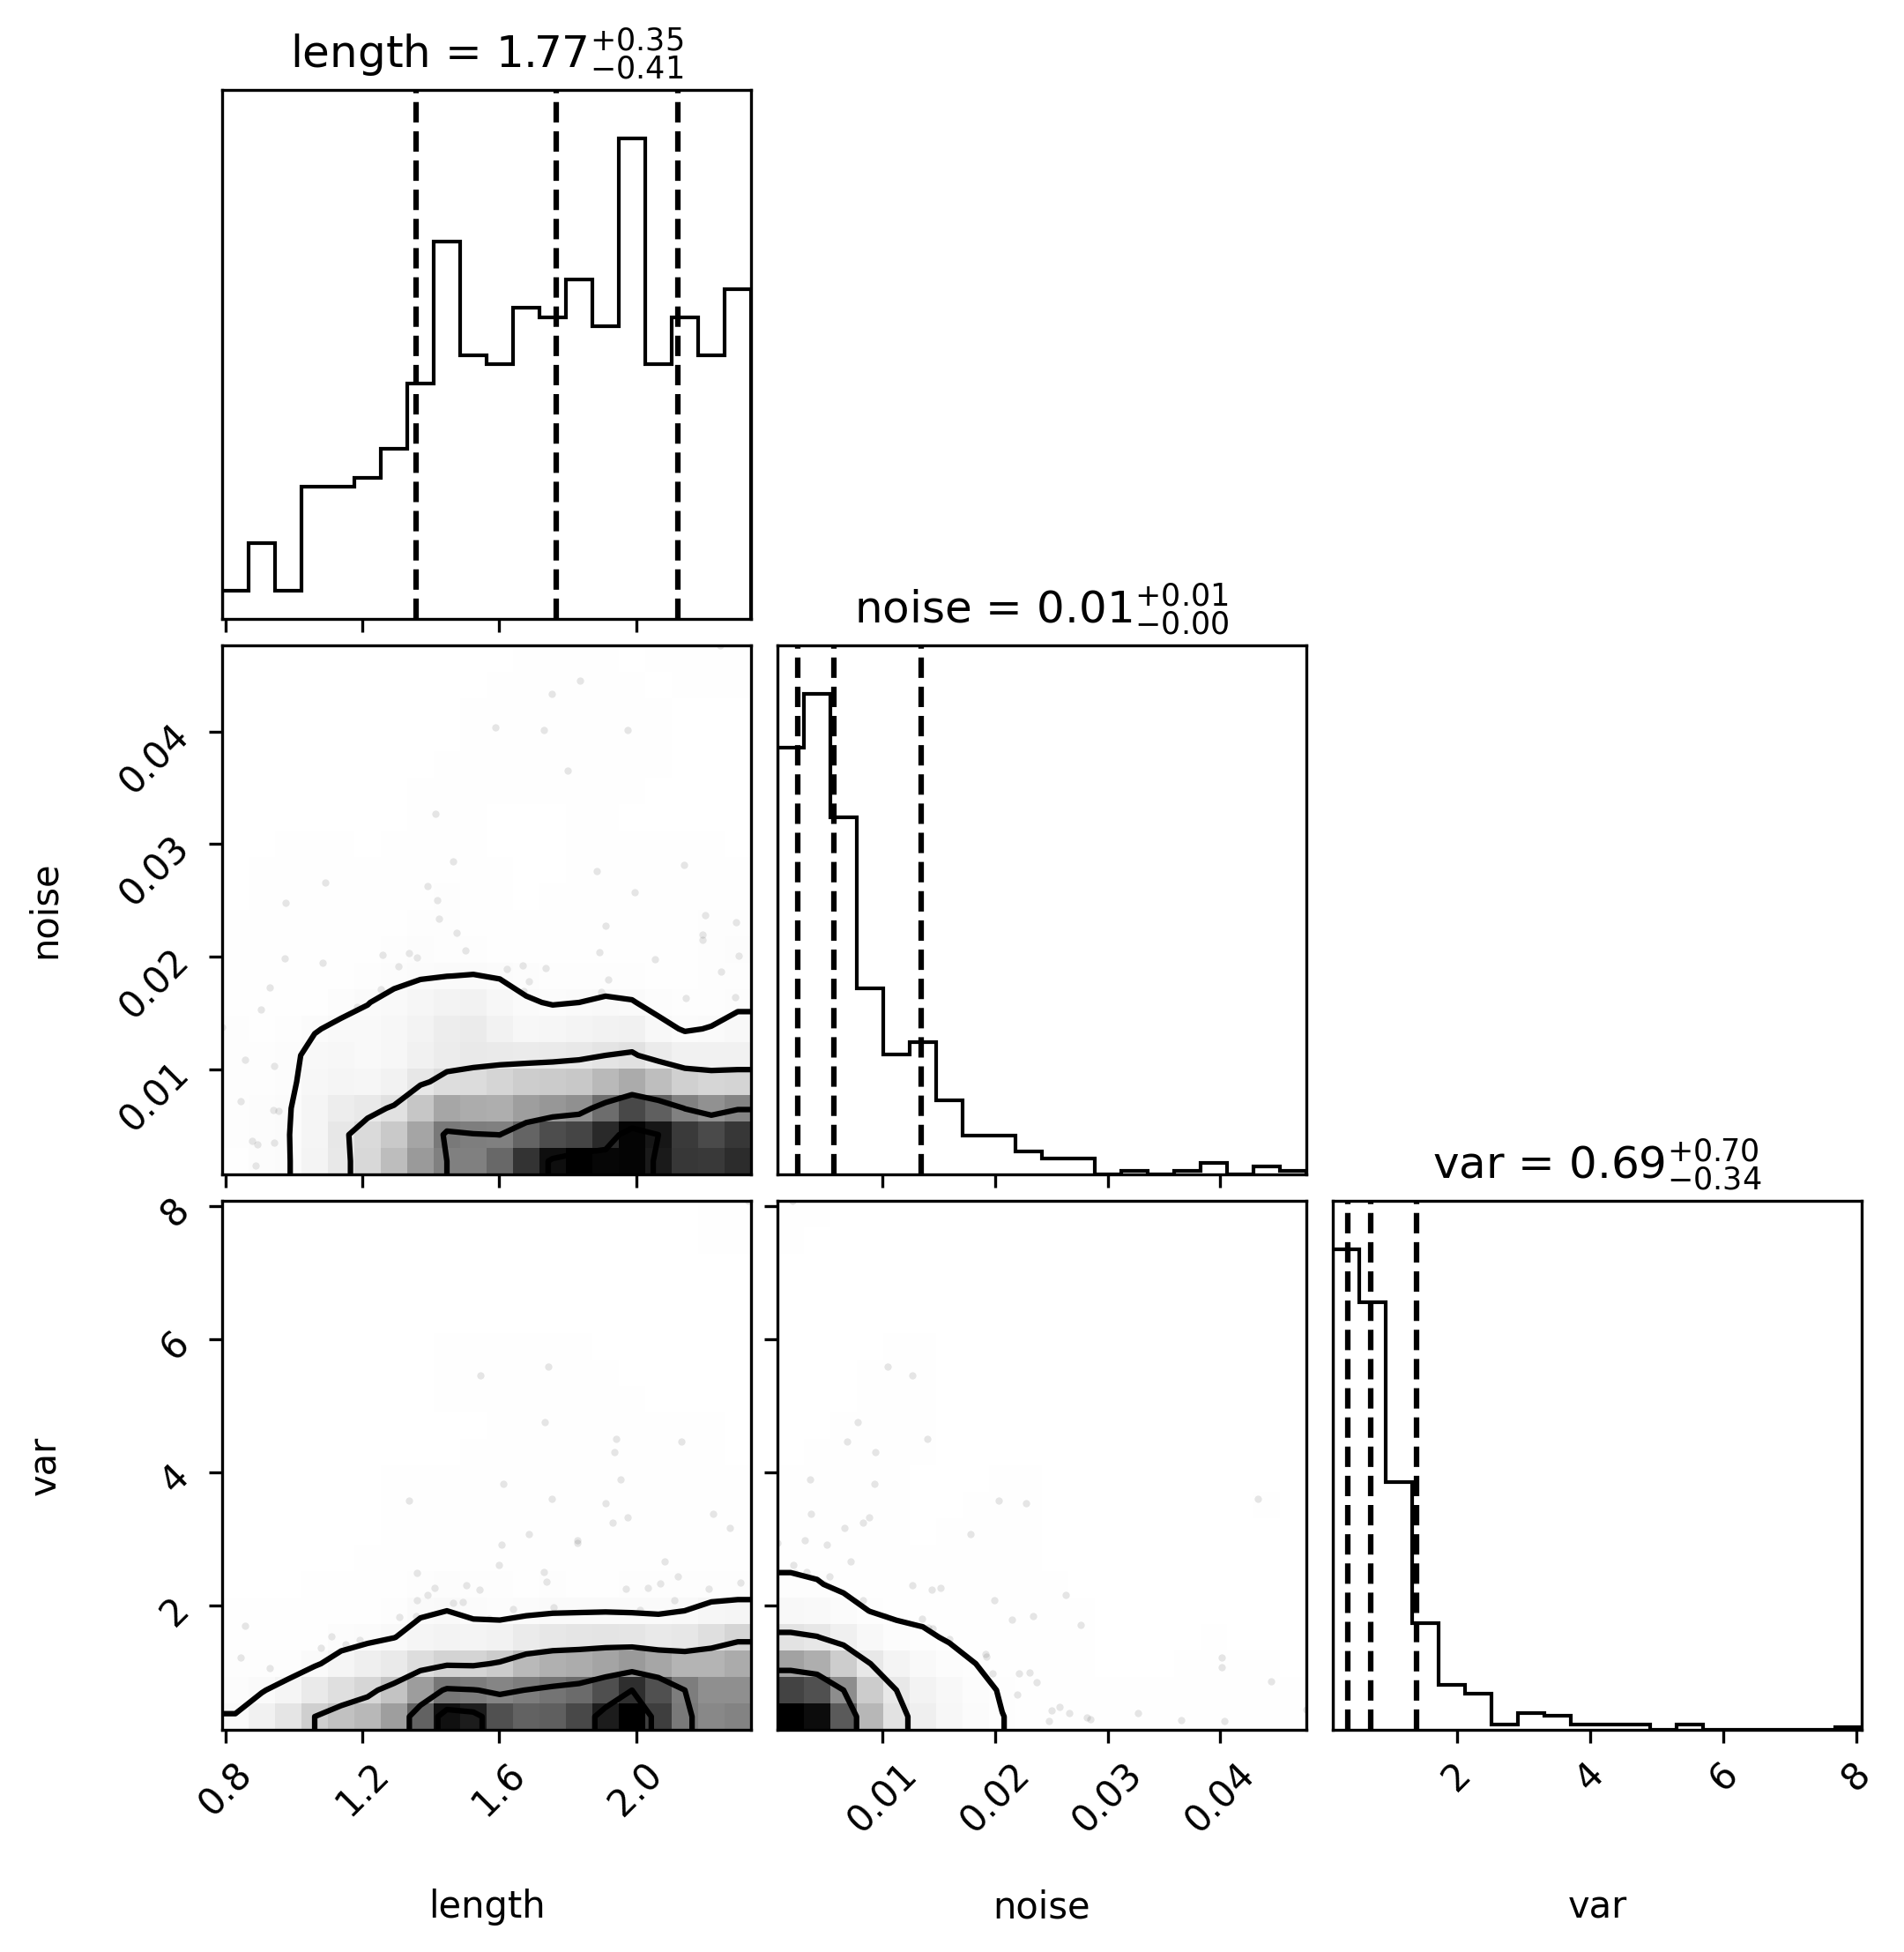 length = 1.77+0.35−0.41
noise = 0.01+0.01−0.00
0.04
0.03
0.02
0.01
noise
var = 0.69+0.70−0.34
8
6
4
2
var
0.8 1.2 1.6 2.0 0.01 0.02 0.03 0.04 2 4 6 8
length noise var